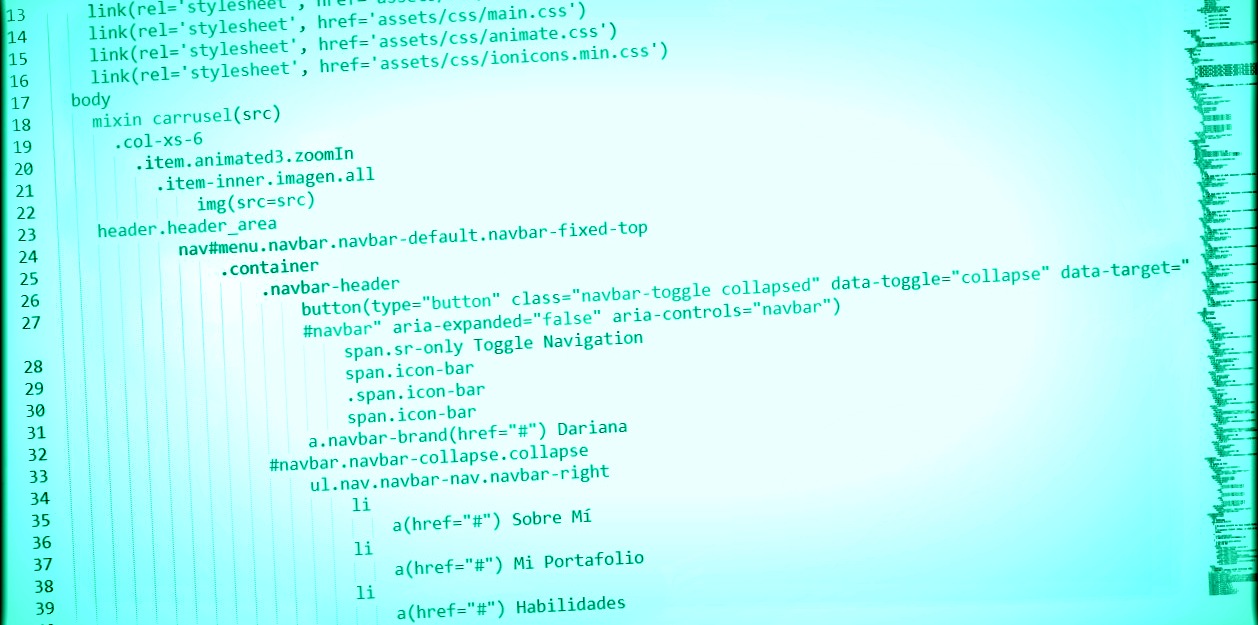 13 link(rel='stylesheet',
14 link(rel='stylesheet', href='assets/css/main.css')
15 link(rel='stylesheet', href='assets/css/animate.css')
16 link(rel='stylesheet', href='assets/css/ionicons.min.css')
17 body
18 mixin carrusel(src)
19 .col-xs-6
20 .item.animated3.zoomIn
21 .item-inner.imagen.all
22 img(src=src)
23 header.header_area
24 nav#menu.navbar.navbar-default.navbar-fixed-top
25 .container
26 .navbar-header
27 button(type="button" class="navbar-toggle collapsed" data-toggle="collapse" data-target="
#navbar" aria-expanded="false" aria-controls="navbar")
28 span.sr-only Toggle Navigation
29 span.icon-bar
30 .span.icon-bar
31 span.icon-bar
32 a.navbar-brand(href="#") Dariana
33 #navbar.navbar-collapse.collapse
34 ul.nav.navbar-nav.navbar-right
35 li
36 a(href="#") Sobre Mí
37 li
38 a(href="#") Mi Portafolio
39 li
a(href="#") Habilidades